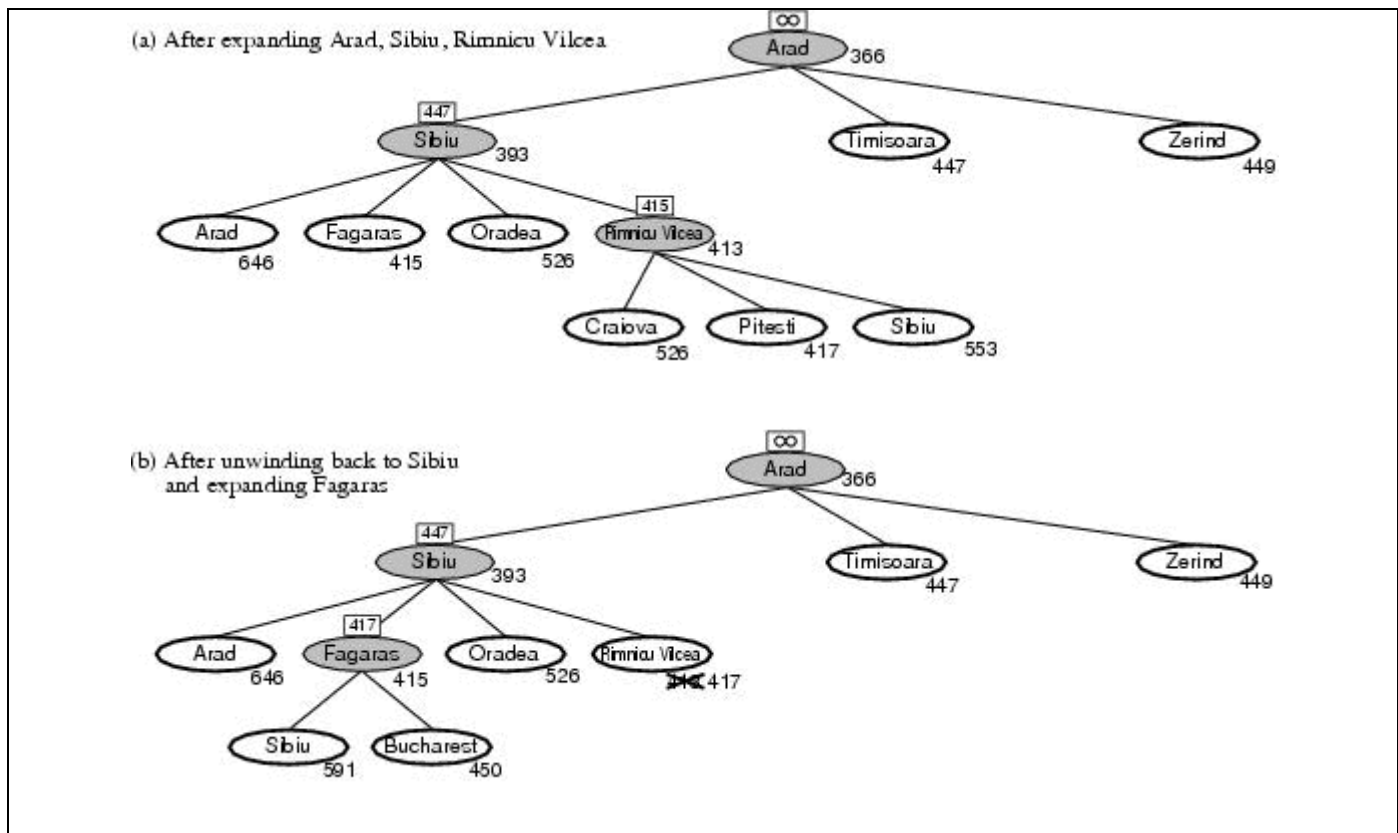 ∞
(a) After expanding Arad, Sibiu, Rimnicu Vilcea
Arad
366
447
Sibiu
393
Timisoara
447
Zerind
449
415
Arad
646
Fagaras
415
Oradea
526
Rimnicu Vilcea
413
Craiova
526
Pitesti
417
Sibiu
553
∞
(b) After unwinding back to Sibiu
and expanding Fagaras
Arad
366
447
Sibiu
393
Timisoara
447
Zerind
449
417
Arad
646
Fagaras
415
Oradea
526
Rimnicu Vilcea
417
Sibiu
591
Bucharest
450